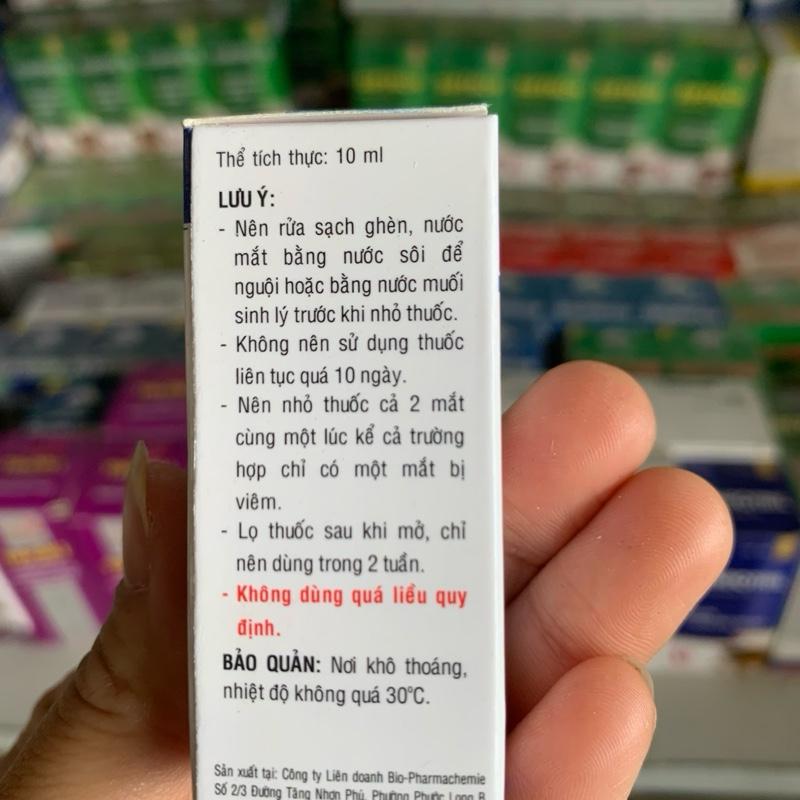 Thể tích thực: 10 ml
LƯU Ý:
- Nên rửa sạch ghèn, nước
mắt bằng nước sôi để
nguội hoặc bằng nước muối
sinh lý trước khi nhỏ thuốc.
- Không nên sử dụng thuốc
liên tục quá 10 ngày.
- Nên nhỏ thuốc cả 2 mắt
cùng một lúc kể cả trường
hợp chỉ có một mắt bị
viêm.
- Lọ thuốc sau khi mở, chỉ
nên dùng trong 2 tuần.
- Không dùng quá liều quy
định.
BẢO QUẢN: Nơi khô thoáng,
nhiệt độ không quá 30°C.
Sản xuất tại: Công ty Liên doanh Bio-Pharmachemie
Số 2/3 Đường Tăng Nhơn Phú, Phường Phước Long B